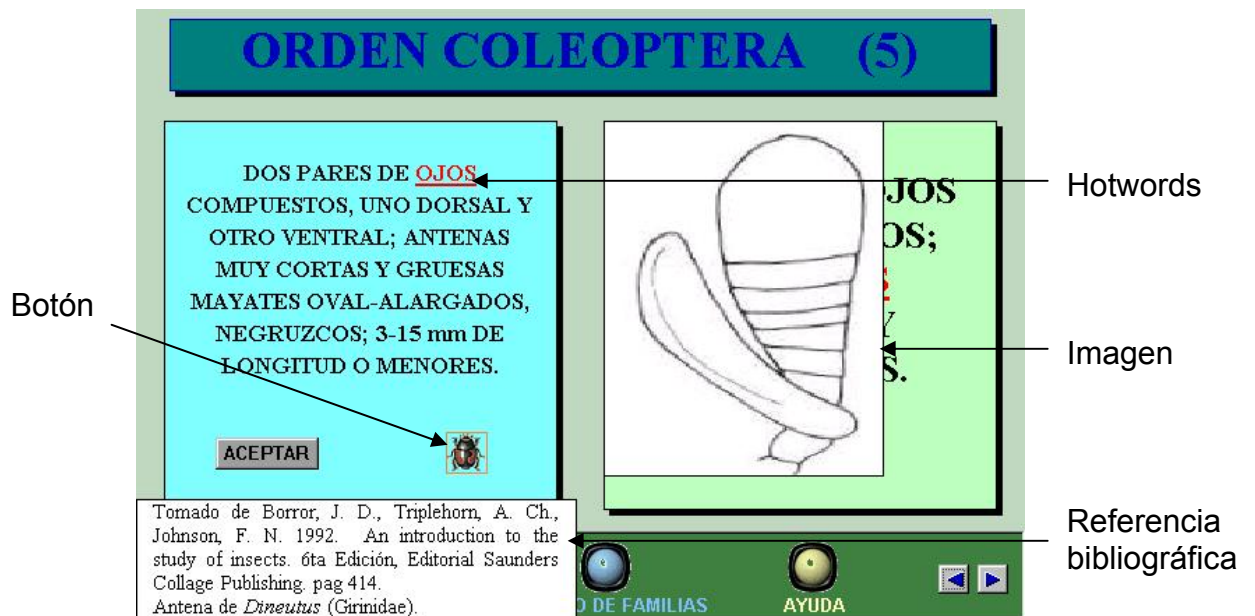 ORDEN COLEOPTERA (5)
DOS PARES DE OJOS
COMPUESTOS, UNO DORSAL Y
OTRO VENTRAL; ANTENAS
MUY CORTAS Y GRUESAS
MAYATES OVAL-ALARGADOS,
NEGRUZCOS; 3-15 mm DE
LONGITUD O MENORES.
ACEPTAR
OJOS
OS;
Y
S.
Hotwords
Botón
Imagen
Referencia
bibliográfica
Tomado de Borror, J. D., Triplehorn, A. Ch.,
Johnson, F. N. 1992. An introduction to the
study of insects. 6ta Edición, Editorial Saunders
Collage Publishing. pag 414.
Antena de Dineutus (Girinidae).
O DE FAMILIAS
AYUDA